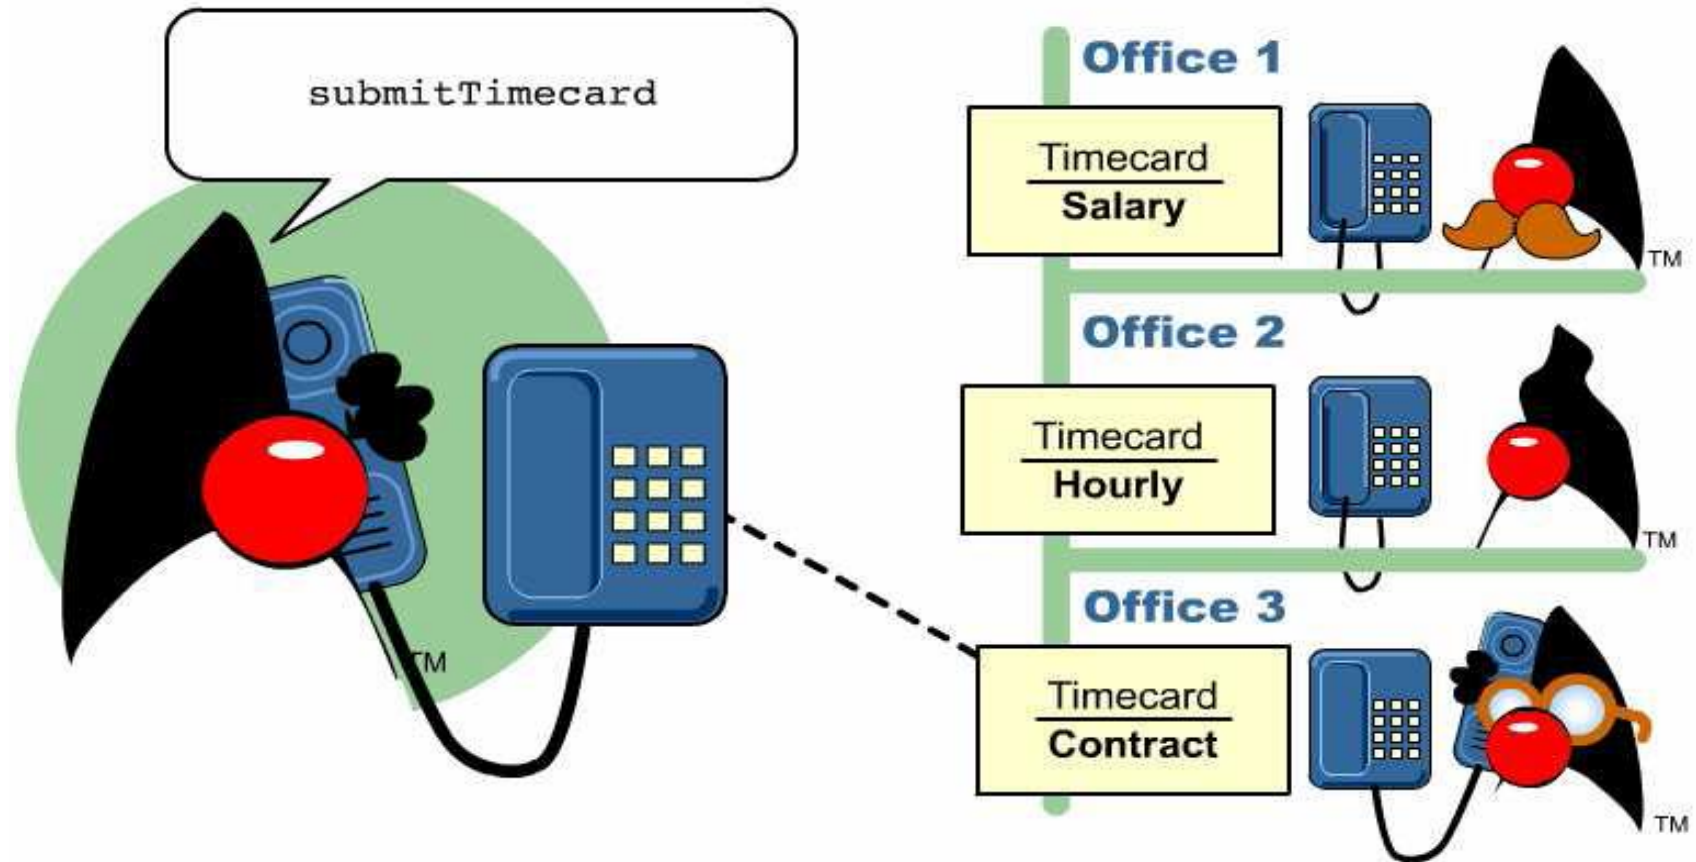 submitTimecard
TM
Office 1
Timecard
Salary
TM
Office 2
Timecard
Hourly
TM
Office 3
Timecard
Contract
TM